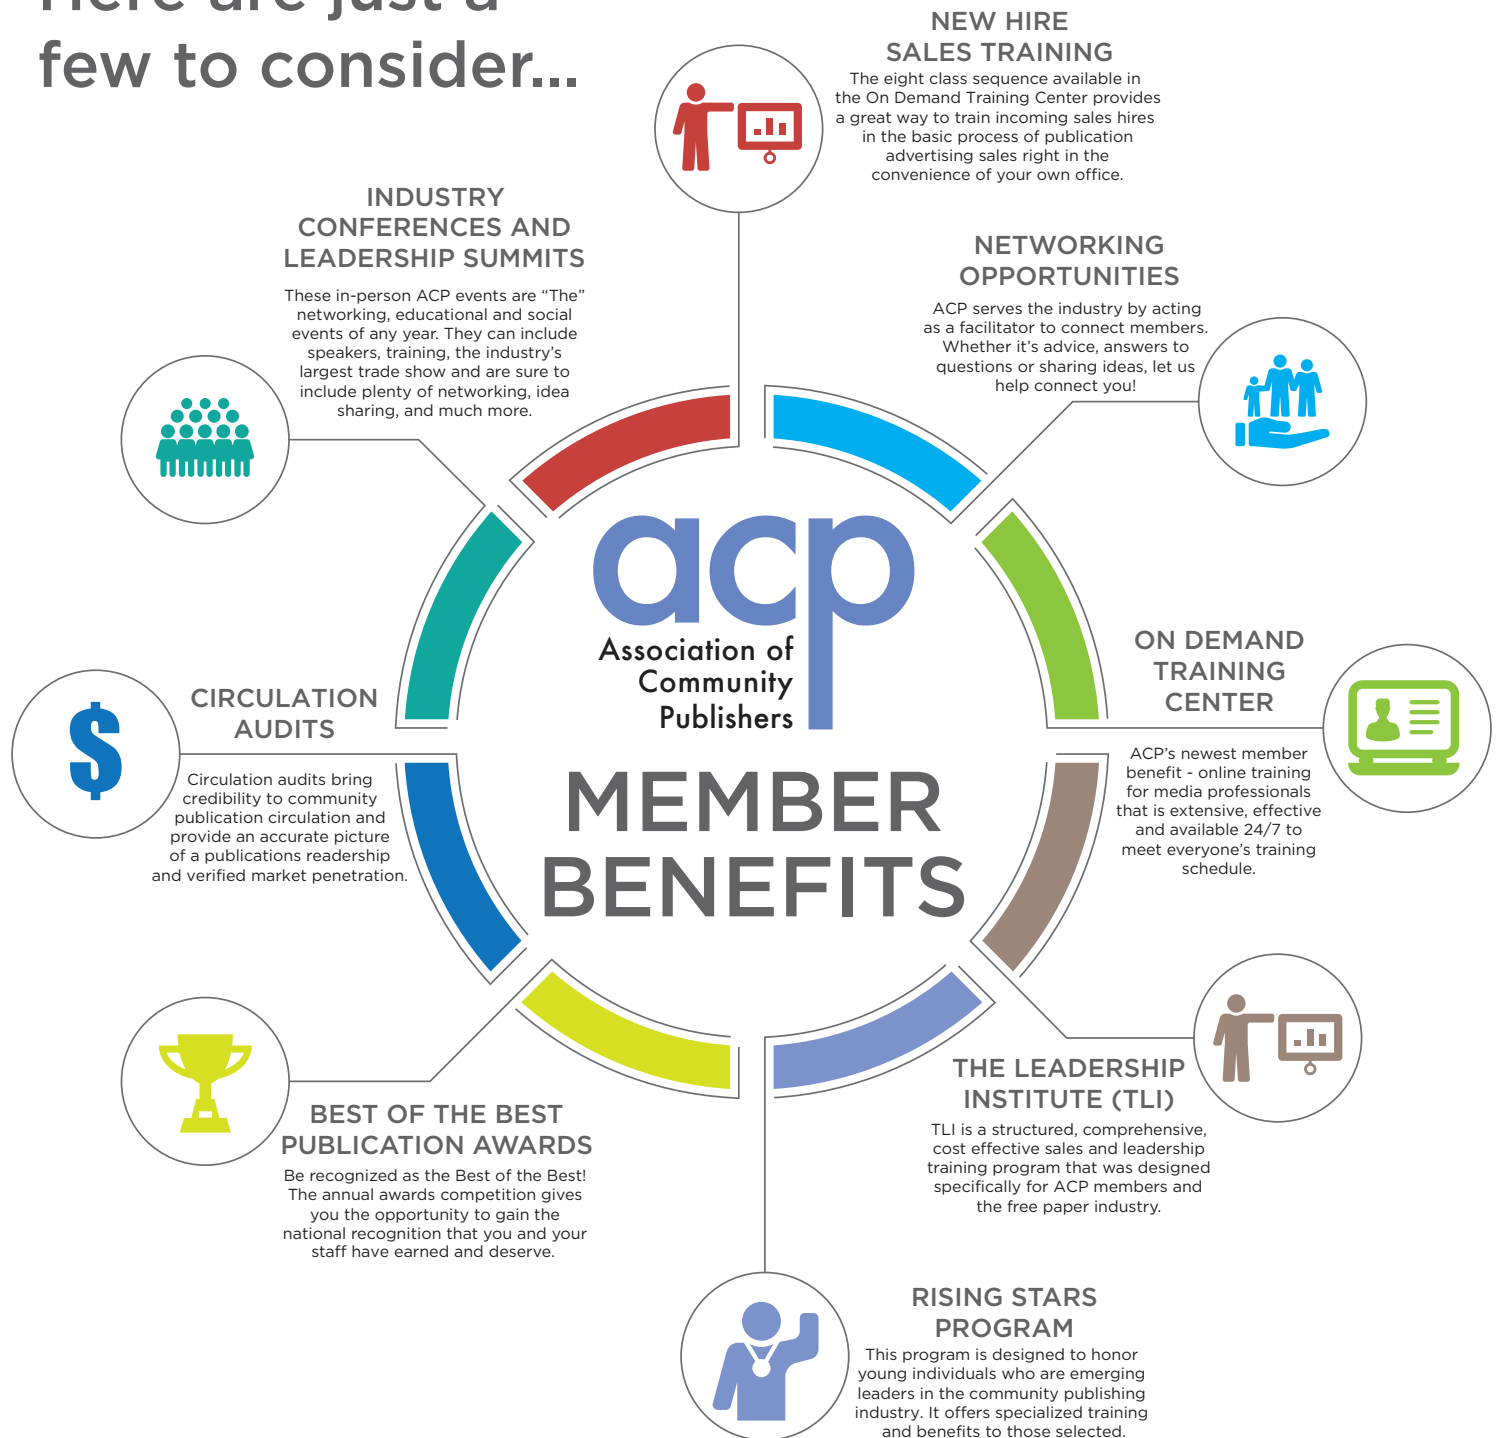 Here are just a
few to consider...
NEW HIRE
SALES TRAINING
The eight class sequence available in
the On Demand Training Center provides
a great way to train incoming sales hires
in the basic process of publication
advertising sales right in the
convenience of your own office.
INDUSTRY
CONFERENCES AND
LEADERSHIP SUMMITS
These in-person ACP events are “The”
networking, educational and social
events of any year. They can include
speakers, training, the industry’s
largest trade show and are sure to
include plenty of networking, idea
sharing, and much more.
NETWORKING
OPPORTUNITIES
ACP serves the industry by acting
as a facilitator to connect members.
Whether it’s advice, answers to
questions or sharing ideas, let us
help connect you!
acp
Association of
Community
Publishers
MEMBER
BENEFITS
ON DEMAND
TRAINING
CENTER
ACP’s newest member
benefit - online training
for media professionals
that is extensive, effective
and available 24/7 to
meet everyone’s training
schedule.
CIRCULATION
AUDITS
$
Circulation audits bring
credibility to community
publication circulation and
provide an accurate picture
of a publications readership
and verified market penetration.
THE LEADERSHIP
INSTITUTE (TLI)
TLI is a structured, comprehensive,
cost effective sales and leadership
training program that was designed
specifically for ACP members and
the free paper industry.
BEST OF THE BEST
PUBLICATION AWARDS
Be recognized as the Best of the Best!
The annual awards competition gives
you the opportunity to gain the
national recognition that you and your
staff have earned and deserve.
RISING STARS
PROGRAM
This program is designed to honor
young individuals who are emerging
leaders in the community publishing
industry. It offers specialized training
and benefits to those selected.